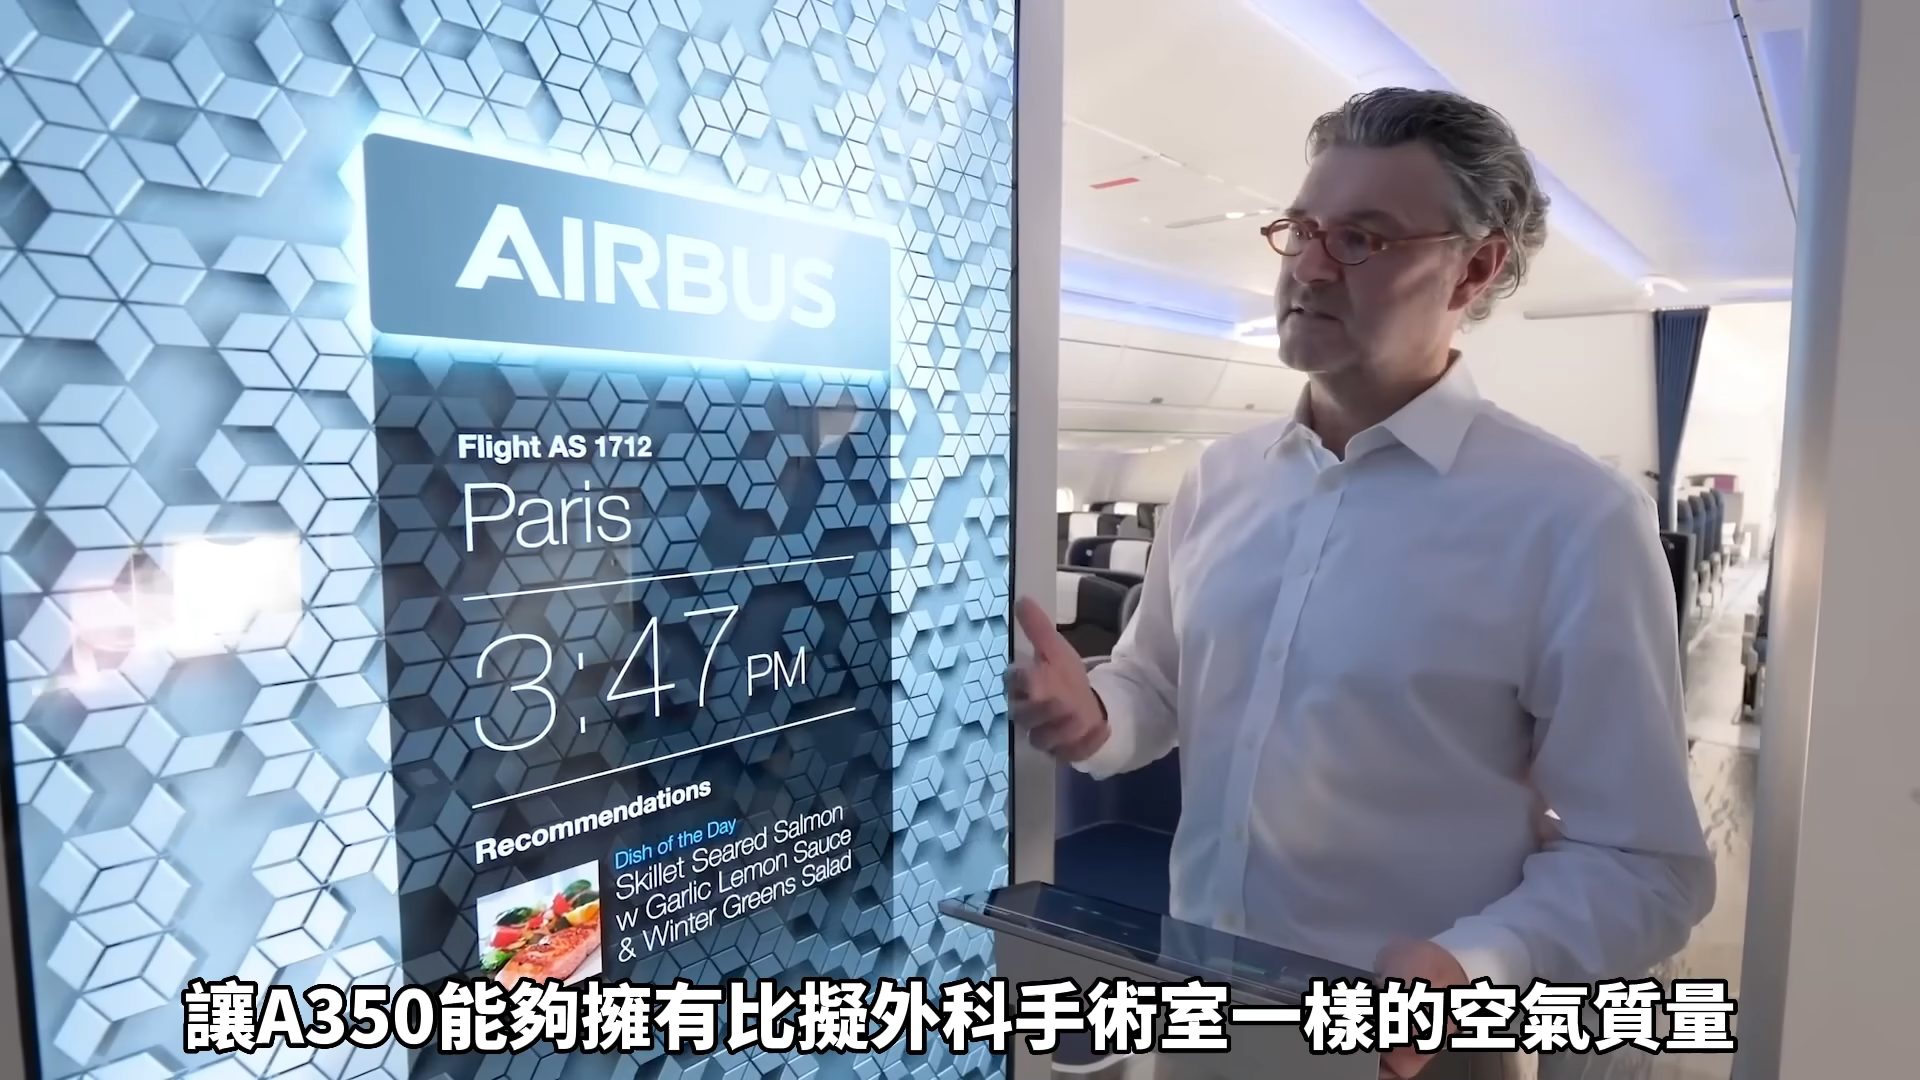 AIRBUS
Flight AS 1712
Paris
3:47 PM
Recommendations
Dish of the Day
Skillet Seared Salmon
w Garlic Lemon Sauce
& Winter Greens Salad
讓A350能夠擁有比擬外科手術室一樣的空氣質量